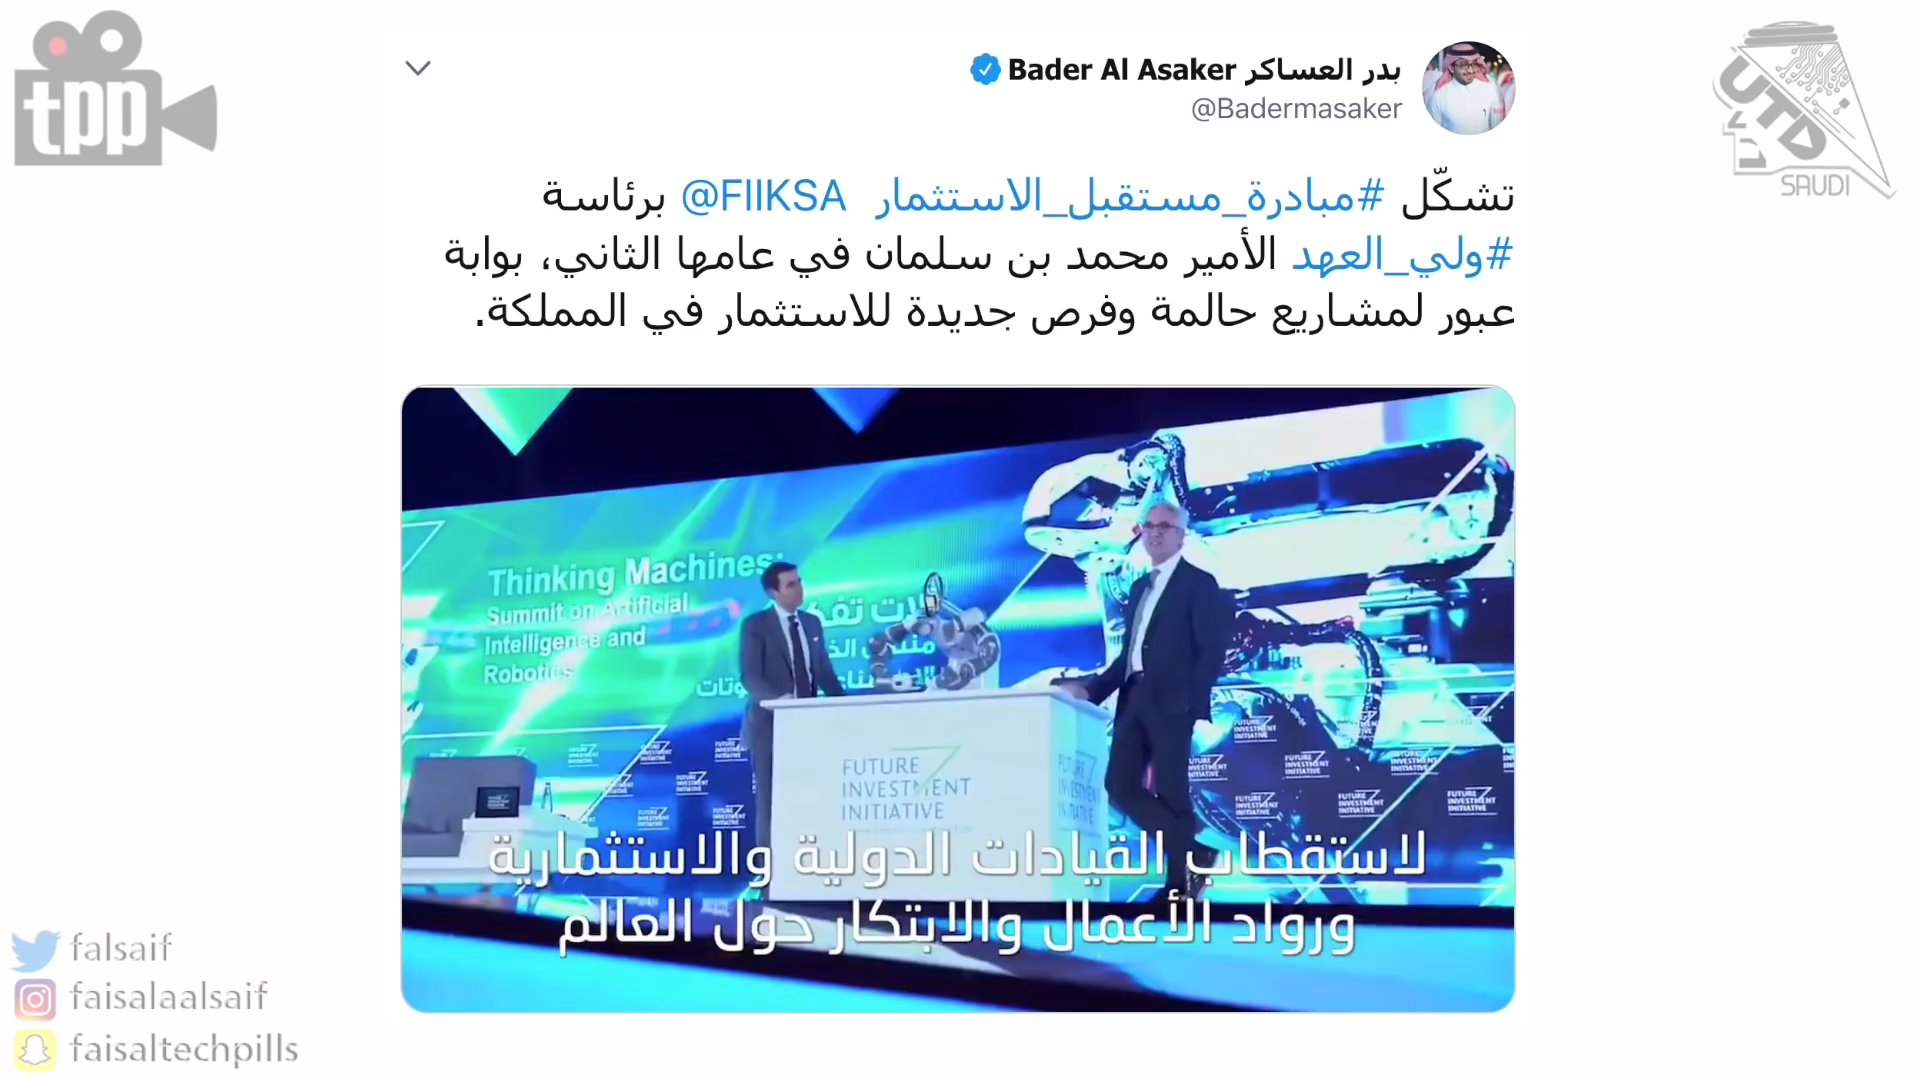 tpp
UTD
SAUDI
بدر العساكر Bader Al Asaker
@Badermasaker
تشكّل #مبادرة_مستقبل_الاستثمار @FIIKSA برئاسة
#ولي_العهد الأمير محمد بن سلمان في عامها الثاني، بوابة
عبور لمشاريع حالمة وفرص جديدة للاستثمار في المملكة.
Thinking Machines:
Summit on Artificial
Intelligence and
Robotics
FUTURE
INVESTMENT
INITIATIVE
لاستقطاب القيادات الدولية والاستثمارية
ورواد الأعمال والابتكار حول العالم
falsaif
faisalaalsaif
faisaltechpills